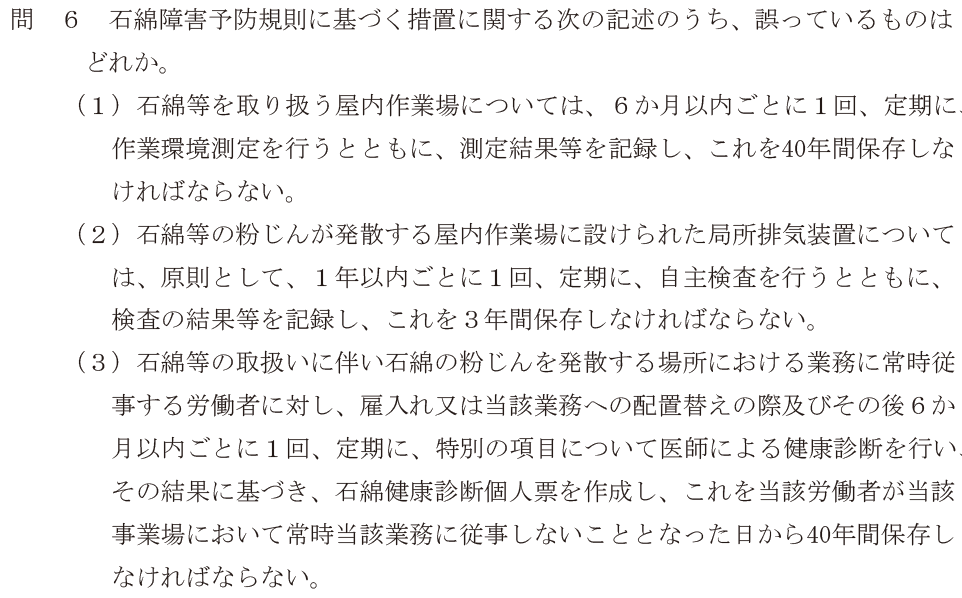 問　６　石綿障害予防規則に基づく措置に関する次の記述のうち、誤っているものは
どれか。
（１）石綿等を取り扱う屋内作業場については、６か月以内ごとに１回、定期に、
作業環境測定を行うとともに、測定結果等を記録し、これを40年間保存しな
ければならない。
（２）石綿等の粉じんが発散する屋内作業場に設けられた局所排気装置について
は、原則として、１年以内ごとに１回、定期に、自主検査を行うとともに、
検査の結果等を記録し、これを３年間保存しなければならない。
（３）石綿等の取扱いに伴い石綿の粉じんを発散する場所における業務に常時従
事する労働者に対し、雇入れ又は当該業務への配置替えの際及びその後６か
月以内ごとに１回、定期に、特別の項目について医師による健康診断を行い、
その結果に基づき、石綿健康診断個人票を作成し、これを当該労働者が当該
事業場において常時当該業務に従事しないこととなった日から40年間保存し
なければならない。